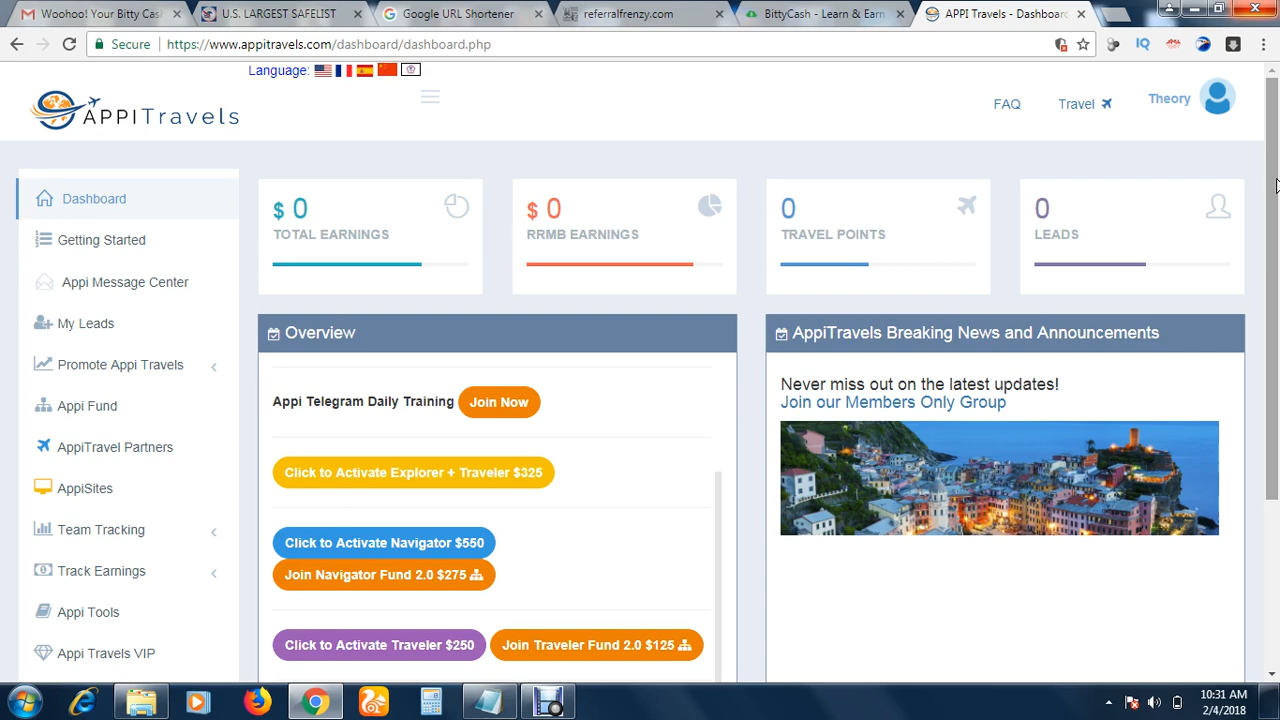 Woohoo! Your Bitty Cas
U.S. LARGEST SAFELIST
Google URL Shortener
referralfrenzy.com
BittyCash - Learn & Earn
APPI Travels - Dashboard
Secure
https://www.appitravels.com/dashboard/dashboard.php
IQ
Language:
APPITravels
FAQ
Travel
Theory
Dashboard
Getting Started
Appi Message Center
My Leads
Promote Appi Travels
Appi Fund
AppiTravel Partners
AppiSites
Team Tracking
Track Earnings
Appi Tools
Appi Travels VIP
$ 0
TOTAL EARNINGS
$ 0
RRMB EARNINGS
0
TRAVEL POINTS
0
LEADS
Overview
Appi Telegram Daily Training Join Now
Click to Activate Explorer + Traveler $325
Click to Activate Navigator $550
Join Navigator Fund 2.0 $275
Click to Activate Traveler $250 Join Traveler Fund 2.0 $125
AppiTravels Breaking News and Announcements
Never miss out on the latest updates!
Join our Members Only Group
10:31 AM
2/4/2018